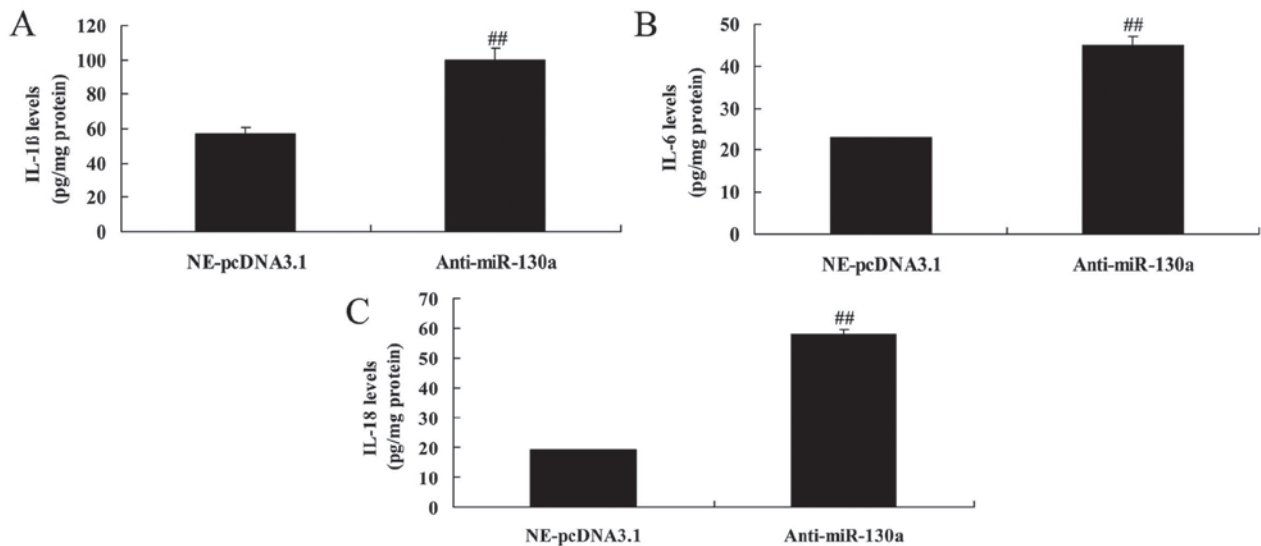 A
IL-1ß levels
(pg/mg protein)
120
100
80
60
40
20
0
##
NE-pcDNA3.1
Anti-miR-130a
B
IL-6 levels
(pg/mg protein)
50
40
30
20
10
0
##
NE-pcDNA3.1
Anti-miR-130a
C
IL-18 levels
(pg/mg protein)
70
60
50
40
30
20
10
0
##
NE-pcDNA3.1
Anti-miR-130a